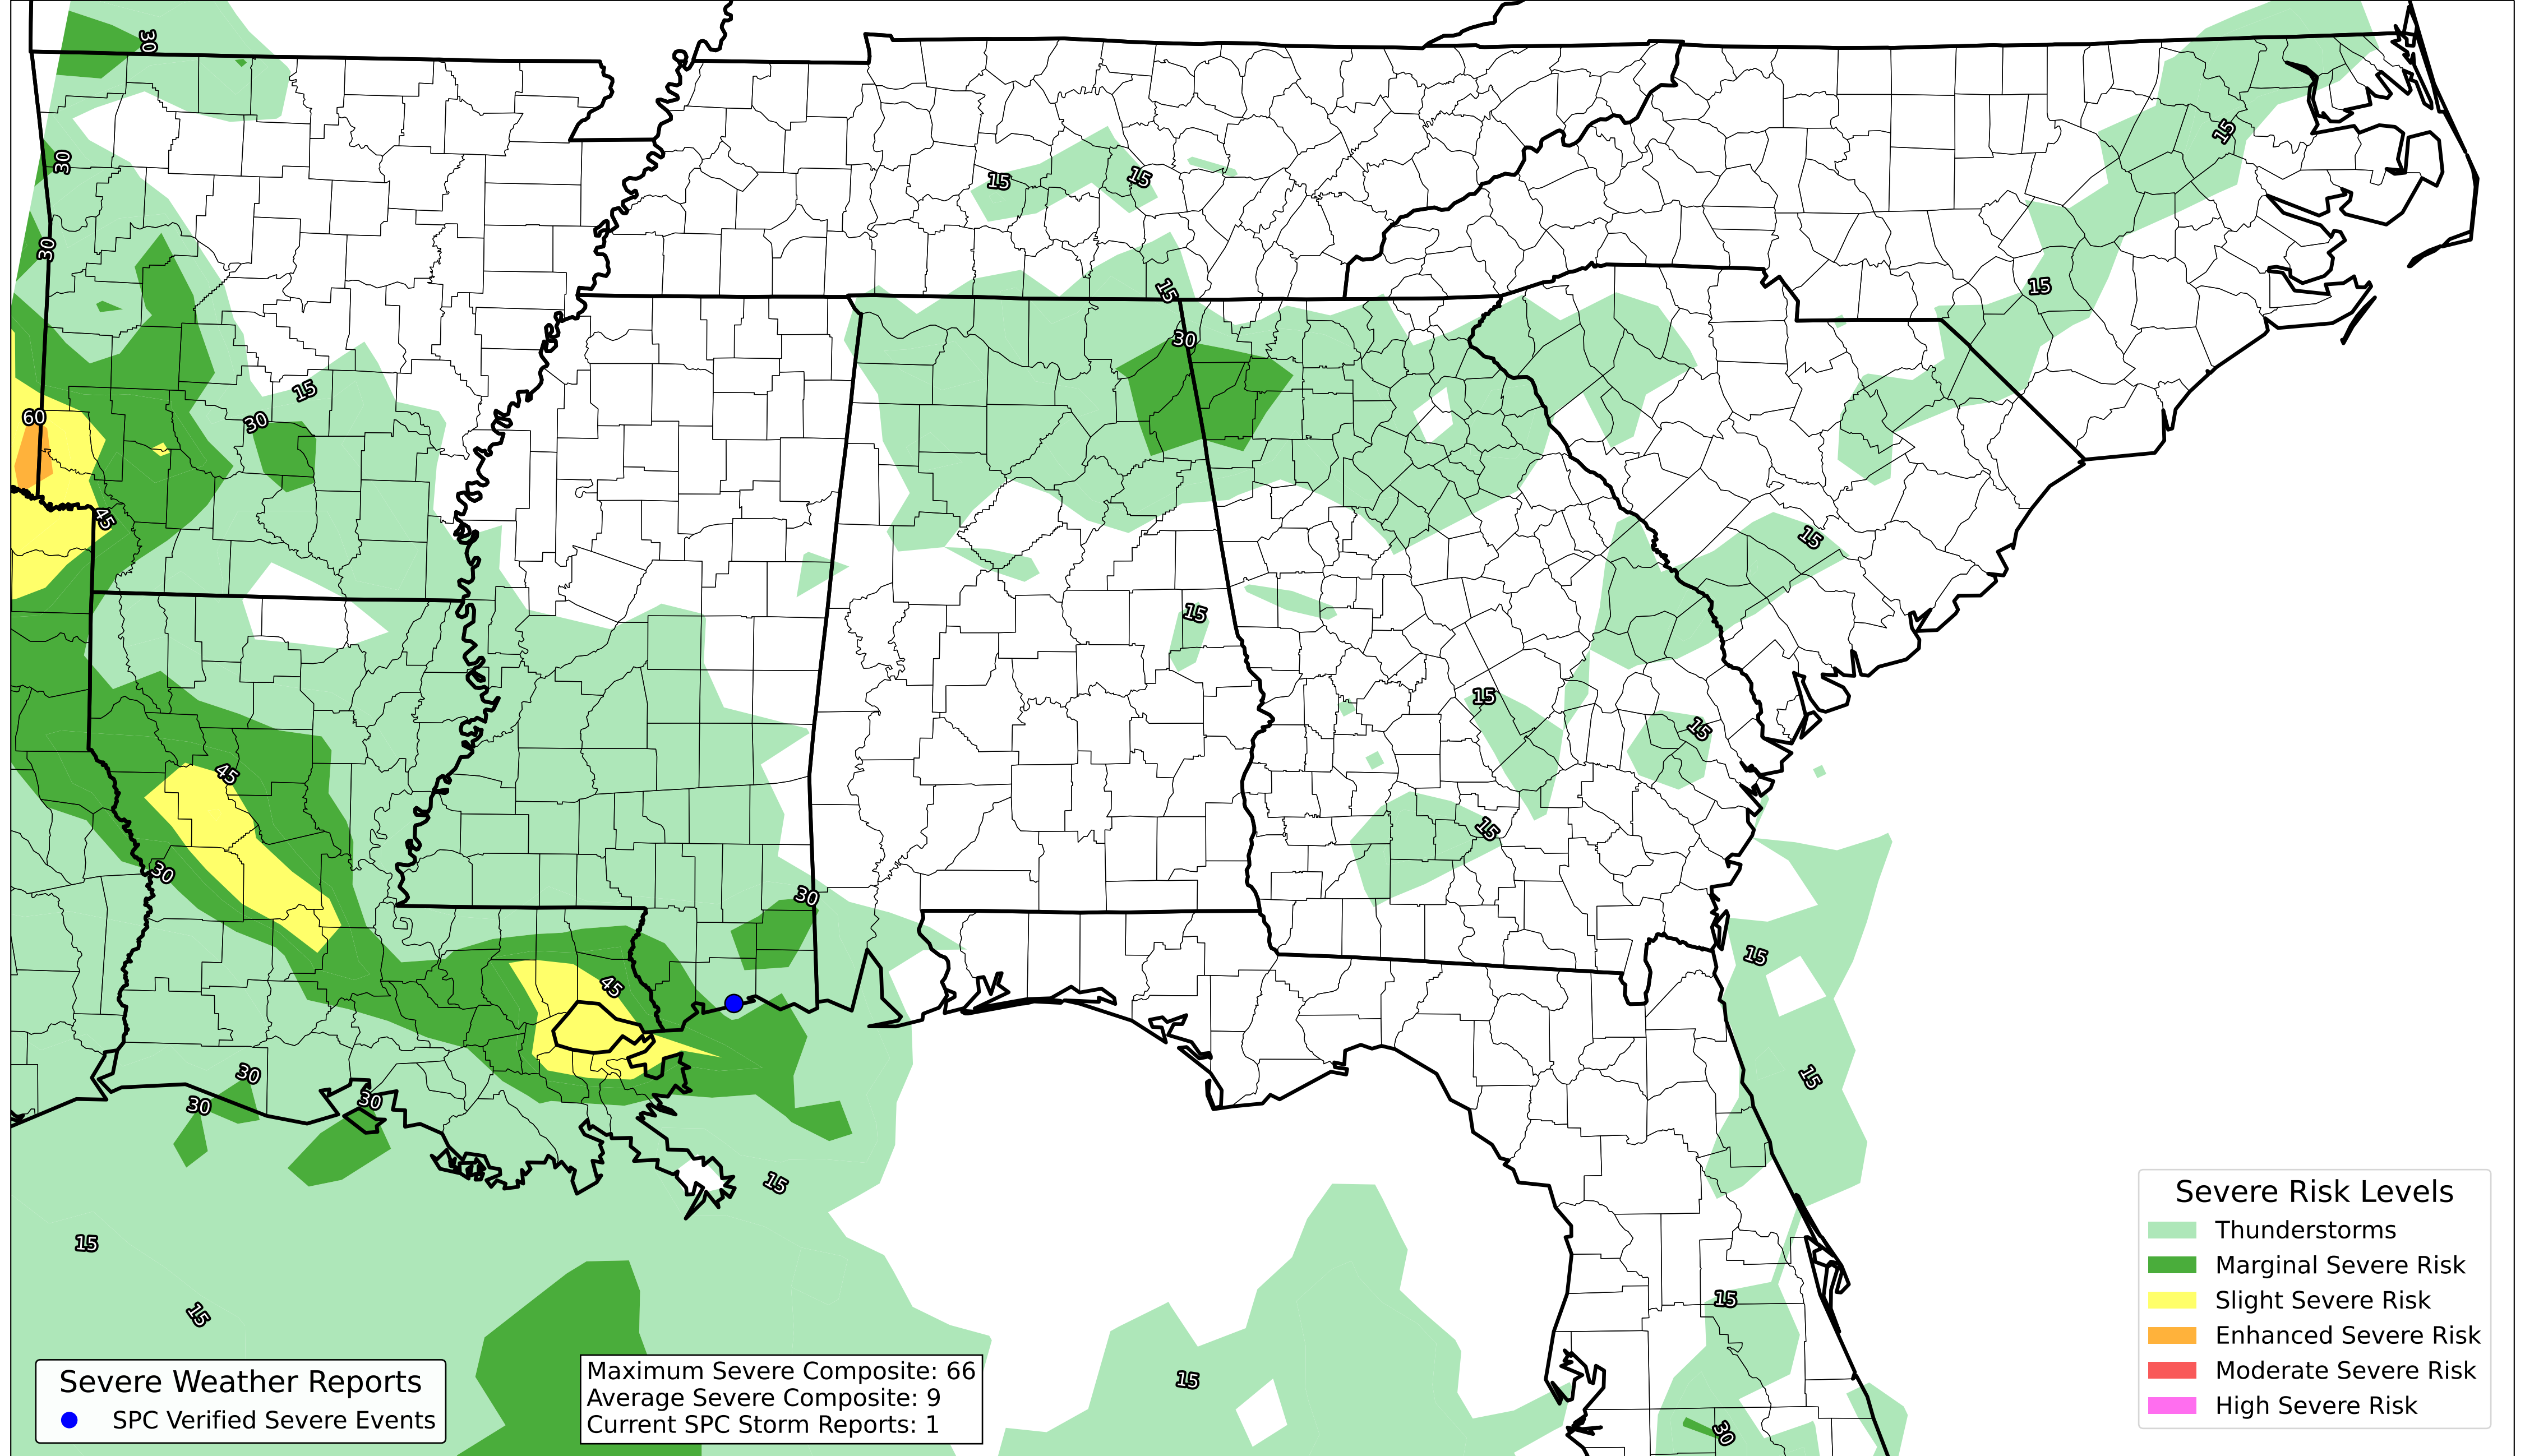 30
15
30
15
15
30
15
15
30
15
30
60
45
15
15
15
15
45
15
30
30
15
45
30
15
30
30
15
15
15
15
15
15
30
Severe Risk Levels
Thunderstorms
Marginal Severe Risk
Slight Severe Risk
Enhanced Severe Risk
Moderate Severe Risk
High Severe Risk
Severe Weather Reports
SPC Verified Severe Events
Maximum Severe Composite: 66
Average Severe Composite: 9
Current SPC Storm Reports: 1